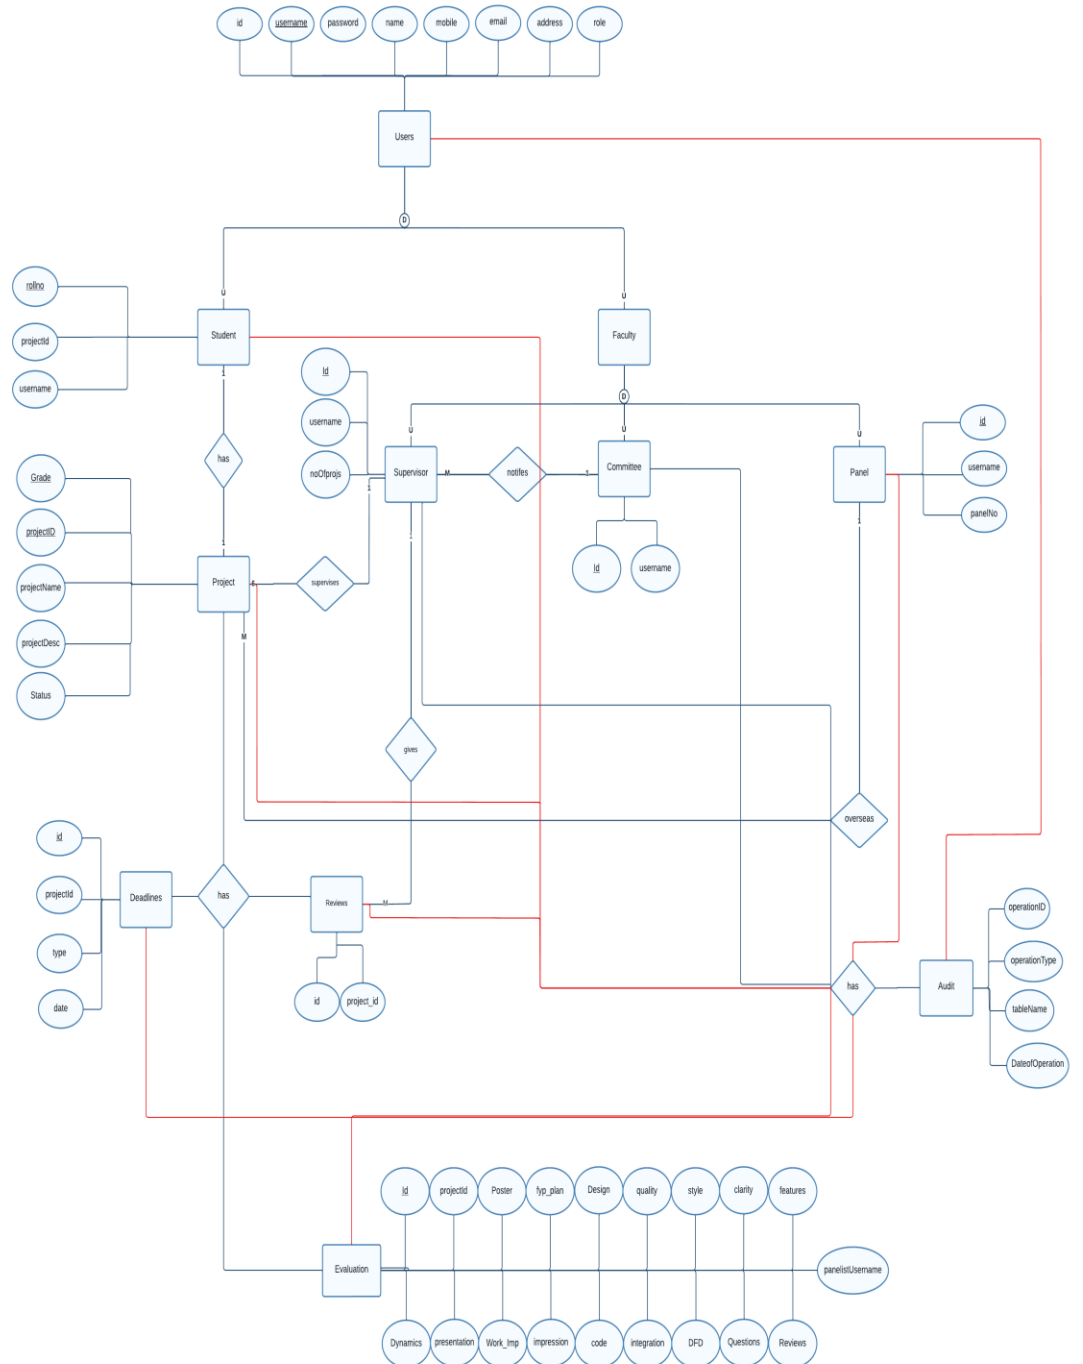 id
username
password
name
mobile
email
address
role
Users
D
U
U
rollno
projectId
username
Student
Faculty
1
D
Id
username
noOfprojs
U
U
U
has
Supervisor
M
notifes
1
Committee
Panel
id
username
panelNo
1
1
1
Id
username
Grade
projectID
projectName
projectDesc
Status
1
Project
supervises
M
gives
overseas
id
projectId
type
date
Deadlines
has
Reviews
M
id
project_id
has
Audit
operationID
operationType
tableName
DateofOperation
Id
projectId
Poster
fyp_plan
Design
quality
style
clarity
features
Evaluation
panelistUsername
Dynamics
presentation
Work_Imp
impression
code
integration
DFD
Questions
Reviews